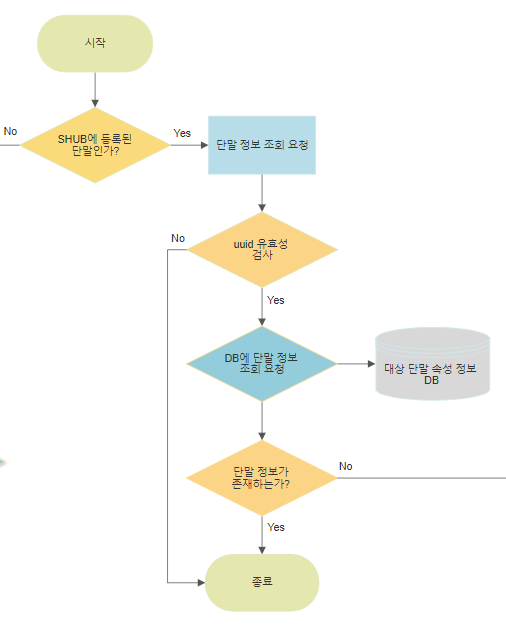 시작
SHUB에 등록된
단말인가?
No
Yes
단말 정보 조회 요청
uuid 유효성
검사
No
Yes
DB에 단말 정보
조회 요청
대상 단말 속성 정보
DB
단말 정보가
존재하는가?
No
Yes
종료